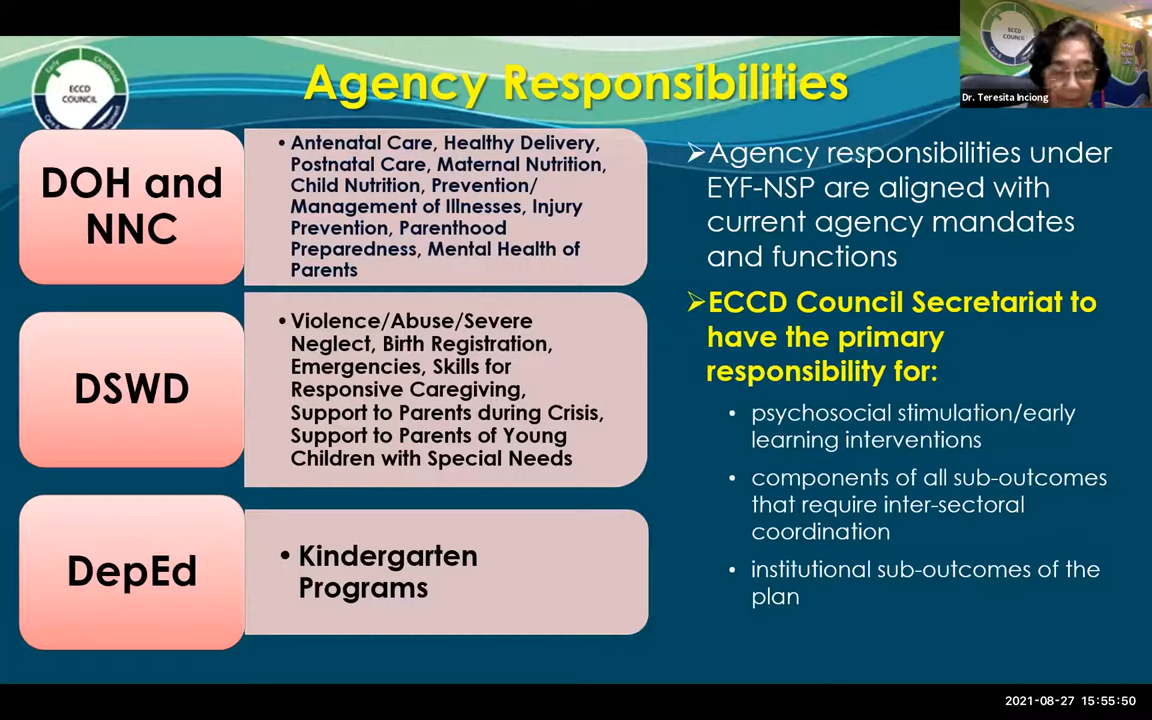 Agency Responsibilities
ECCD
COUNCIL
Dr. Teresita Inciong
DOH and
NNC
• Antenatal Care, Healthy Delivery,
Postnatal Care, Maternal Nutrition,
Child Nutrition, Prevention/
Management of Illnesses, Injury
Prevention, Parenthood
Preparedness, Mental Health of
Parents
DSWD
• Violence/Abuse/Severe
Neglect, Birth Registration,
Emergencies, Skills for
Responsive Caregiving,
Support to Parents during Crisis,
Support to Parents of Young
Children with Special Needs
DepEd
• Kindergarten
Programs
➢Agency responsibilities under
EYF-NSP are aligned with
current agency mandates
and functions
➢ECCD Council Secretariat to
have the primary
responsibility for:
• psychosocial stimulation/early
learning interventions
• components of all sub-outcomes
that require inter-sectoral
coordination
• institutional sub-outcomes of the
plan
2021-08-27 15:55:50